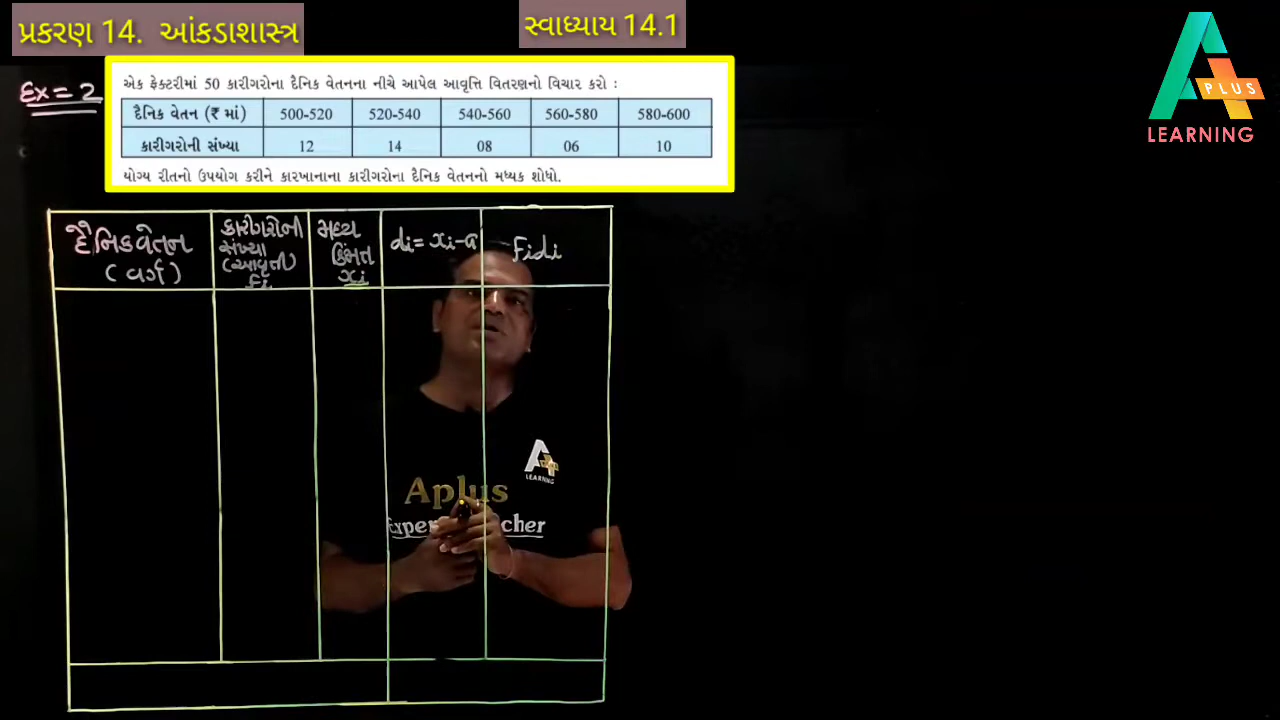 પ્રકરણ 14. આંકડાશાસ્ત્ર
સ્વાધ્યાય 14.1
Ex = 2
એક ફેક્ટરીમાં 50 કારીગરોના દૈનિક વેતનના નીચે આપેલ આવૃત્તિ વિતરણનો વિચાર કરો :
દૈનિક વેતન (₹ માં) 500-520 520-540 540-560 560-580 580-600
કારીગરોની સંખ્યા 12 14 08 06 10
યોગ્ય રીતનો ઉપયોગ કરીને કારખાનાના કારીગરોના દૈનિક વેતનનો મધ્યક શોધો.
A PLUS
LEARNING
દૈનિક વેતન
(વર્ગ)
કારીગરોની
સંખ્યા
(આવૃત્તી)
fi
મધ્ય
કિંમત
xi
di = xi-a
fidi
A PLUS
LEARNING
Aplus